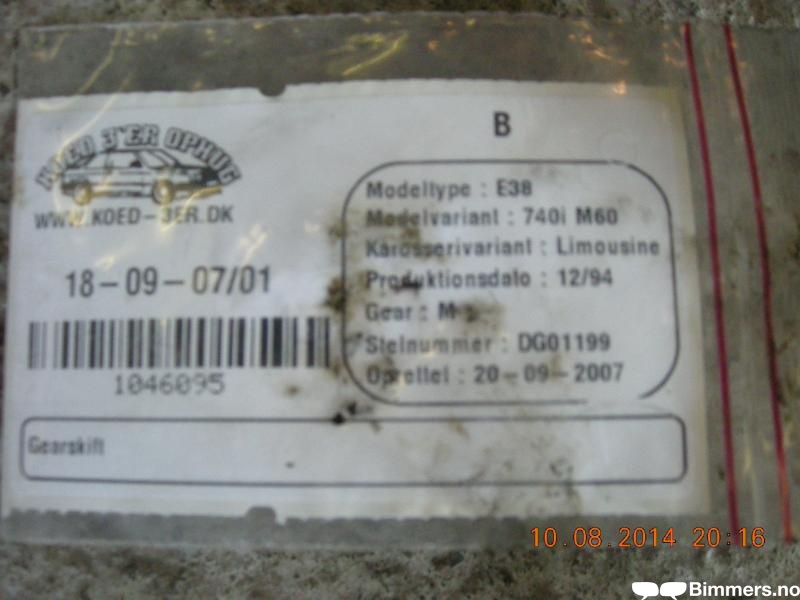 B
KOED 3'ER OPHUG
WWW.KOED-3ER.DK
18-09-07/01
1046095
Modeltype : E38
Modelvariant : 740i M60
Karosserivariant : Limousine
Produktionsdato : 12/94
Gear : M
Stelnummer : DG01199
Oprettet : 20-09-2007
Gearskift
10.08.2014 20:16
Bimmers.no